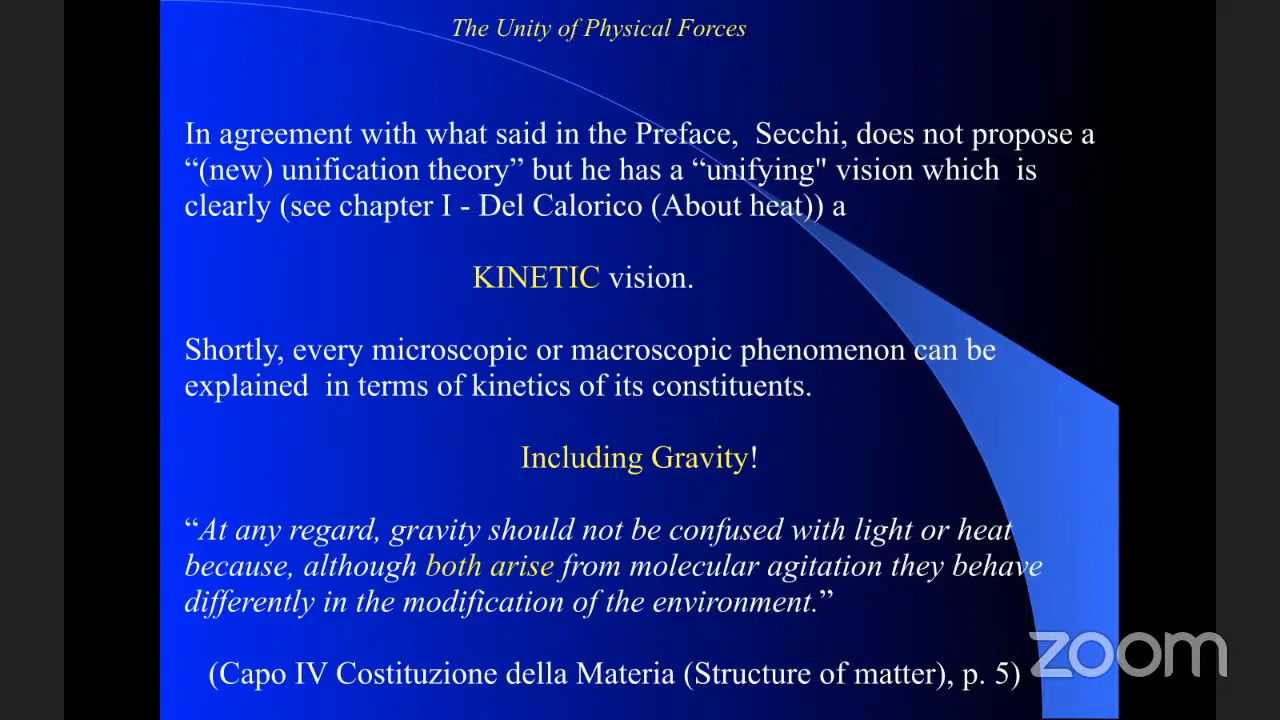 The Unity of Physical Forces
In agreement with what said in the Preface, Secchi, does not propose a
“(new) unification theory” but he has a “unifying" vision which is
clearly (see chapter I - Del Calorico (About heat)) a
KINETIC vision.
Shortly, every microscopic or macroscopic phenomenon can be
explained in terms of kinetics of its constituents.
Including Gravity!
“At any regard, gravity should not be confused with light or heat
because, although both arise from molecular agitation they behave
differently in the modification of the environment.”
(Capo IV Costituzione della Materia (Structure of matter), p. 5)
zoom